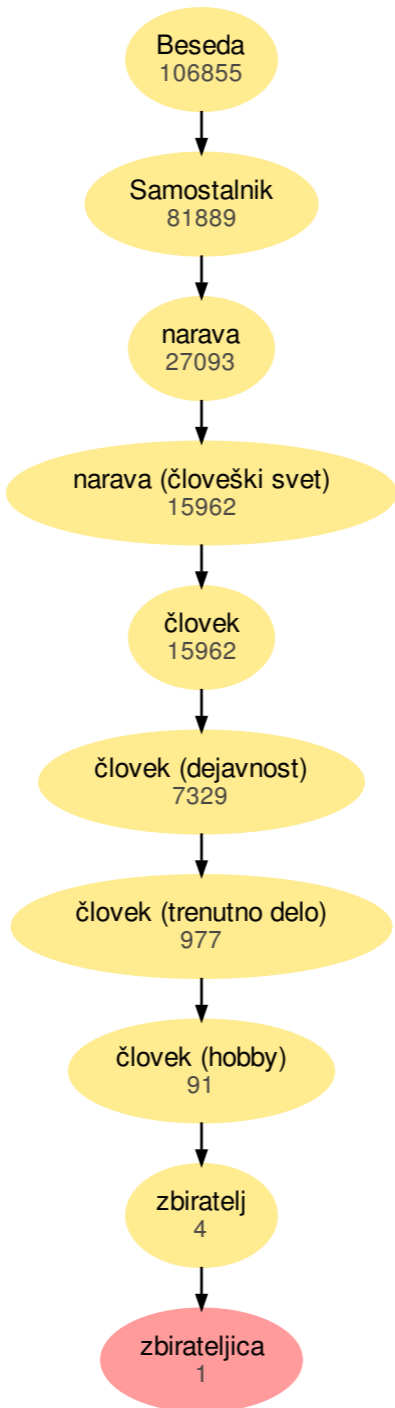 Beseda
106855
Samostalnik
81889
narava
27093
narava (človeški svet)
15962
človek
15962
človek (dejavnost)
7329
človek (trenutno delo)
977
človek (hobby)
91
zbiratelj
4
zbirateljica
1